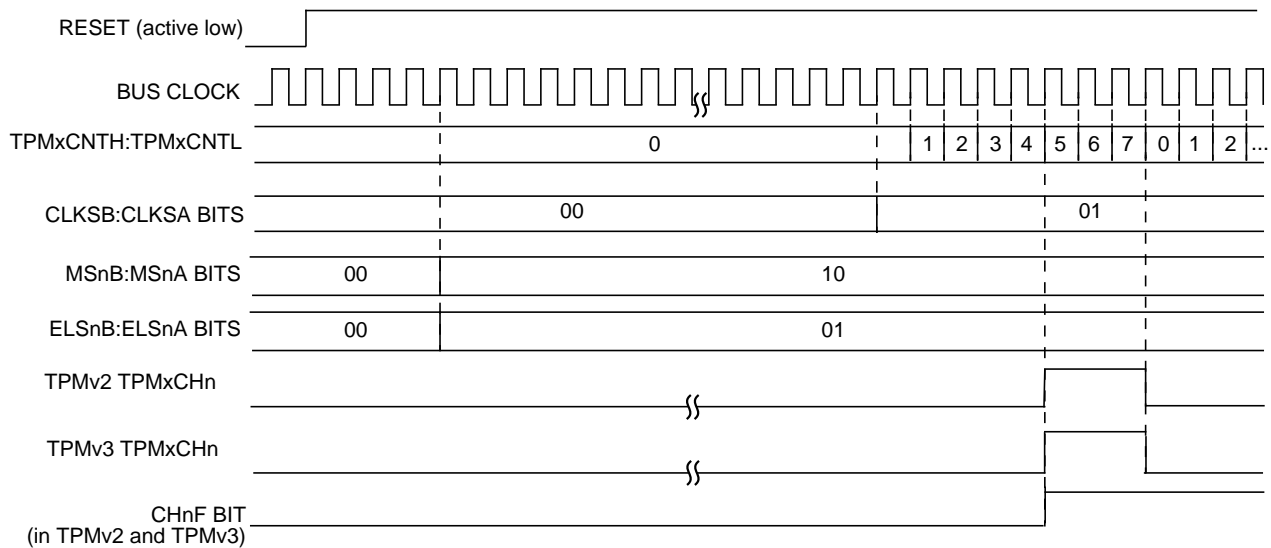 RESET (active low)
BUS CLOCK
TPMxCNTH:TPMxCNTL 0 1 2 3 4 5 6 7 0 1 2 ...
CLKSB:CLKSA BITS 00 01
MSnB:MSnA BITS 00 10
ELSnB:ELSnA BITS 00 01
TPMv2 TPMxCHn
TPMv3 TPMxCHn
CHnF BIT
(in TPMv2 and TPMv3)